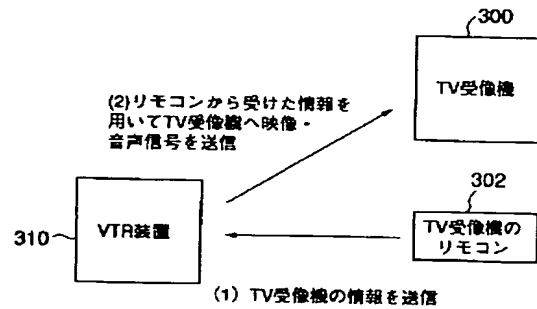 300
TV受像機
(2)リモコンから受けた情報を
用いてTV受像機へ映像・
音声信号を送信
302
TV受像機の
リモコン
310
VTR装置
(1) TV受像機の情報を送信